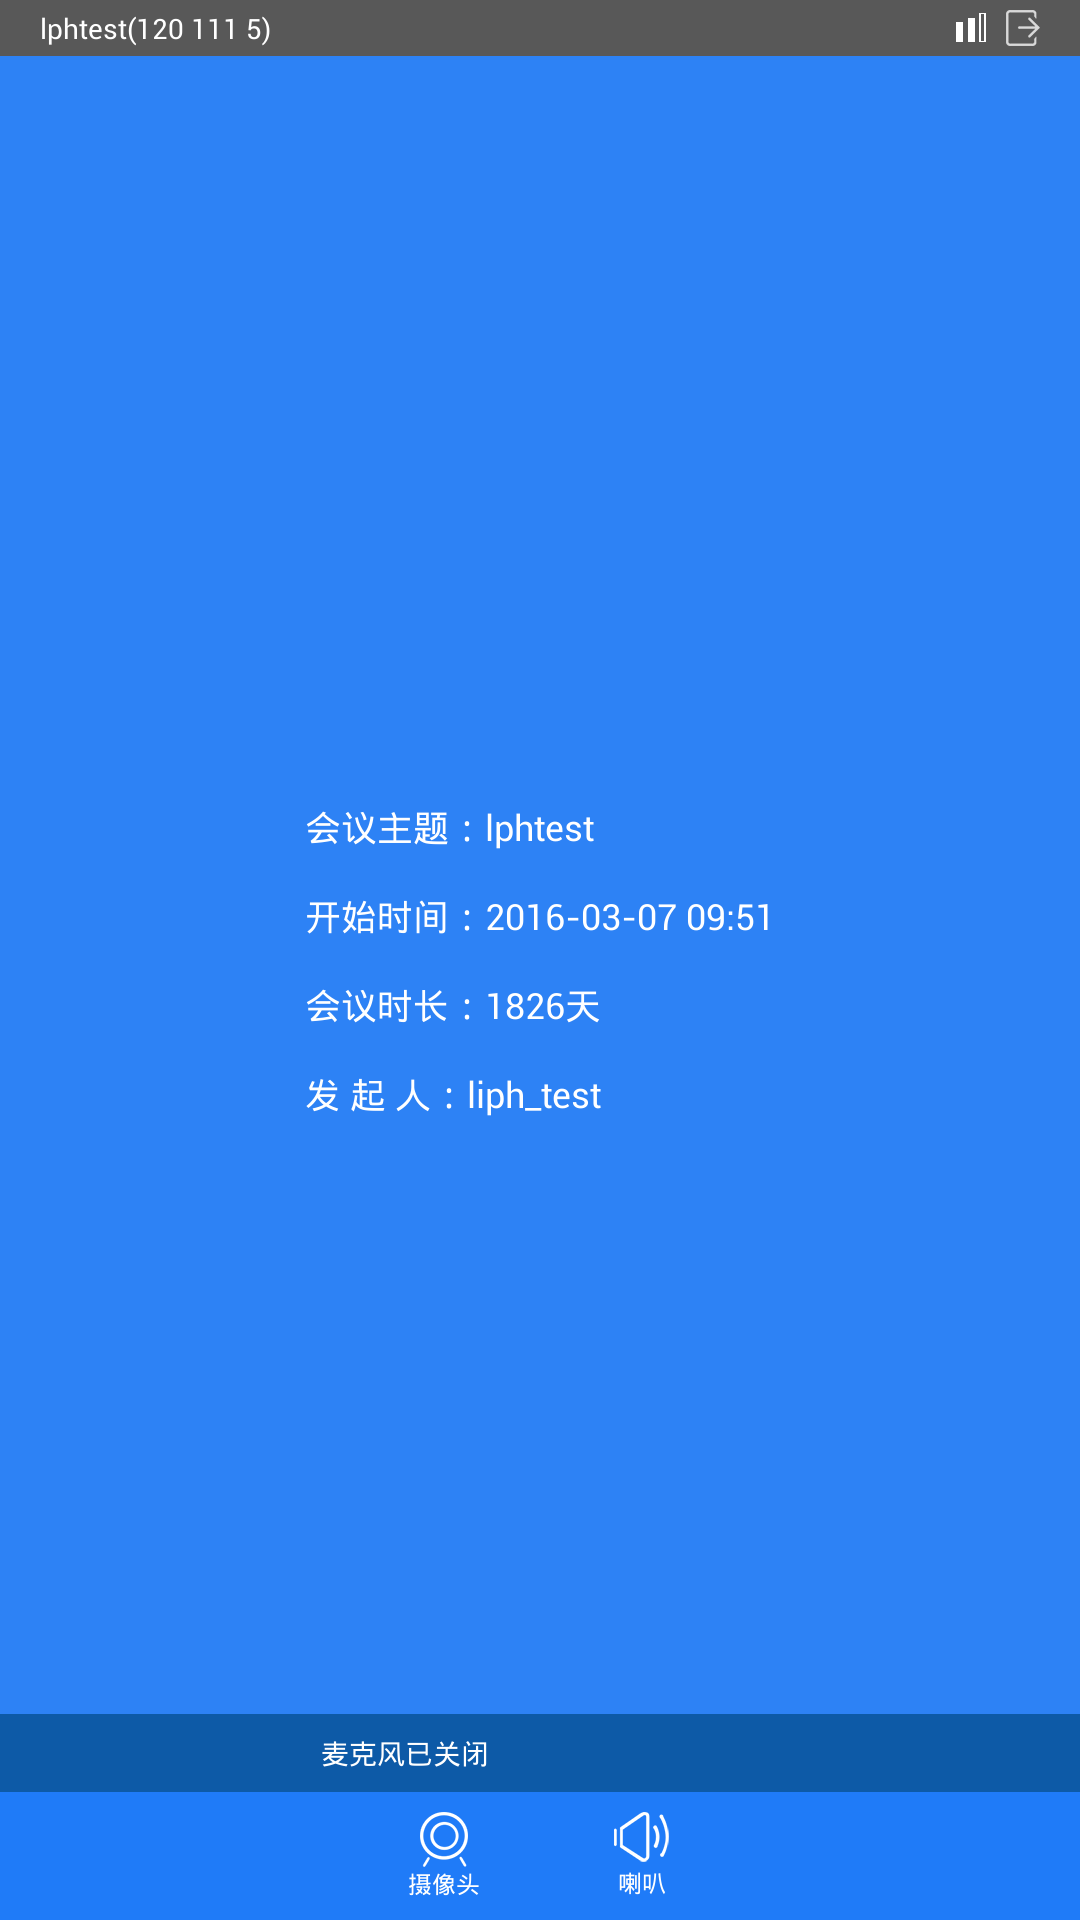 lphtest(120 111 5)
会议主题：lphtest
开始时间：2016-03-07 09:51
会议时长：1826天
发 起 人：liph_test
麦克风已关闭
摄像头 喇叭